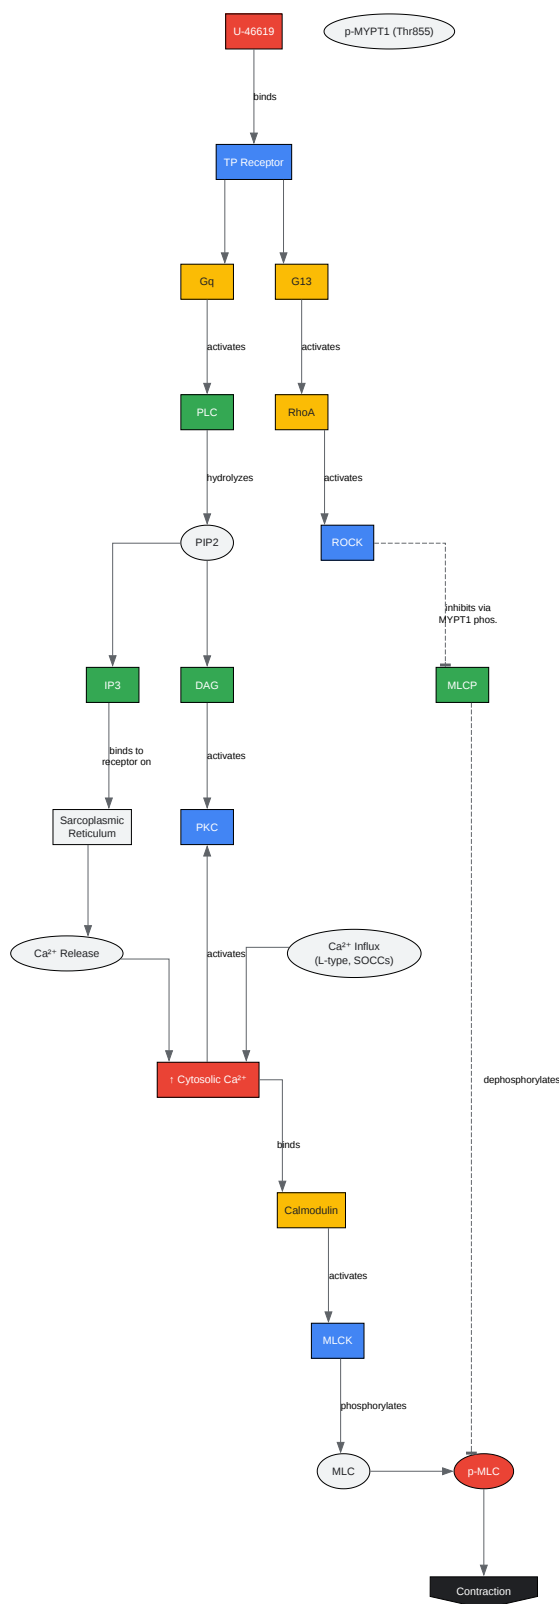 U-46619
p-MYPT1 (Thr855)
binds
TP Receptor
Gq
G13
activates
activates
PLC
RhoA
hydrolyzes
activates
PIP2
ROCK
inhibits via
MYPT1 phos.
IP3
DAG
MLCP
binds to
receptor on
activates
Sarcoplasmic
Reticulum
PKC
Ca²⁺ Release
activates
Ca²⁺ Influx
(L-type, SOCCs)
↑ Cytosolic Ca²⁺
dephosphorylates
binds
Calmodulin
activates
MLCK
phosphorylates
MLC
p-MLC
Contraction